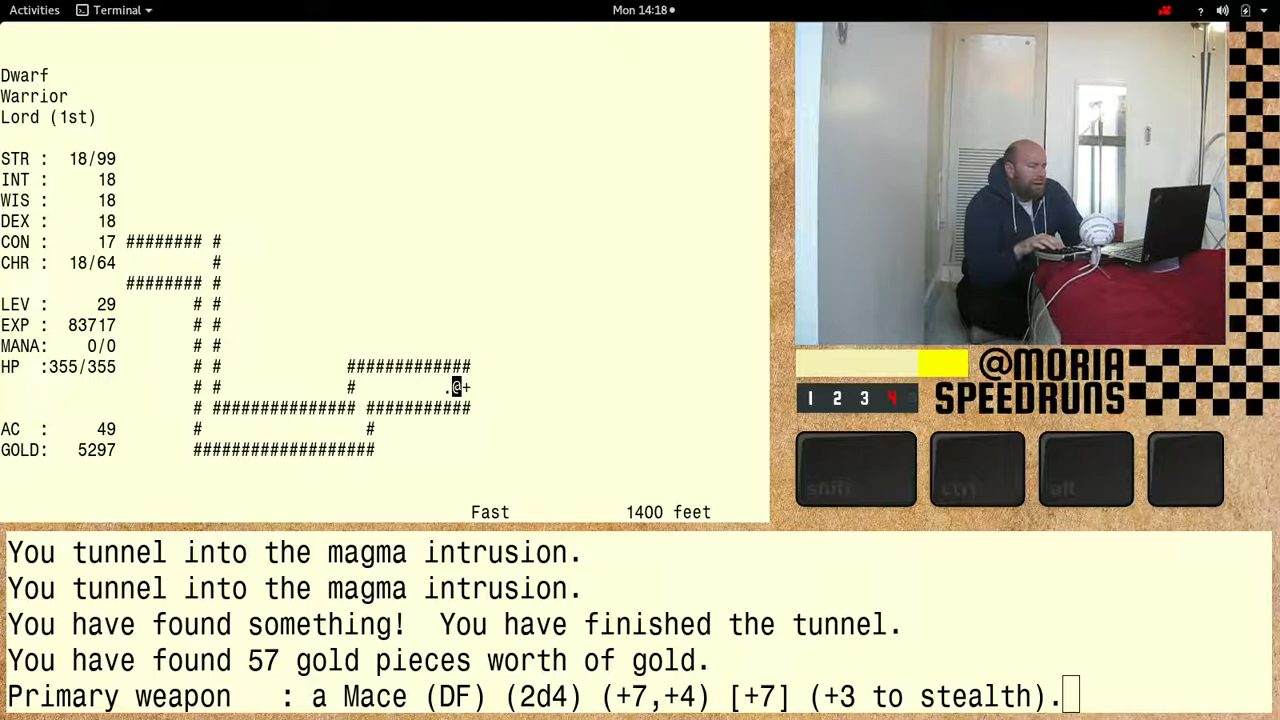 Activities Terminal Mon 14:18
Dwarf
Warrior
Lord (1st)
STR : 18/99
INT : 18
WIS : 18
DEX : 18
CON : 17 ######## #
CHR : 18/64 #
######## #
LEV : 29 # #
EXP : 83717 # #
MANA: 0/0 # #
HP :355/355 # # #############
# # # .@+
# ############### ###########
AC : 49 # #
GOLD: 5297 ###################
Fast 1400 feet
@MORIA
1 2 3 4 SPEEDRUNS
shift ctrl alt
You tunnel into the magma intrusion.
You tunnel into the magma intrusion.
You have found something! You have finished the tunnel.
You have found 57 gold pieces worth of gold.
Primary weapon : a Mace (DF) (2d4) (+7,+4) [+7] (+3 to stealth).